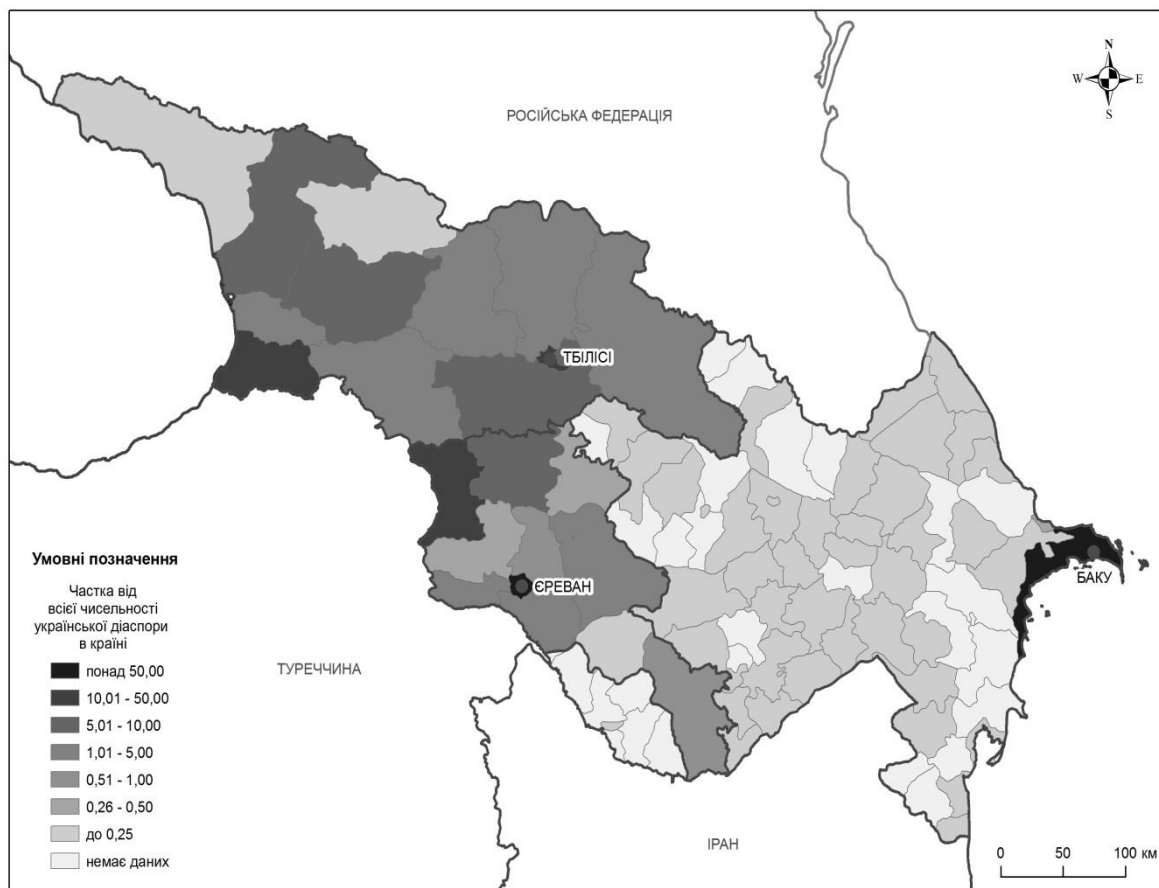 N
W E
S
РОСІЙСЬКА ФЕДЕРАЦІЯ
ТБІЛІСІ
ЄРЕВАН
БАКУ
ТУРЕЧЧИНА
ІРАН
Умовні позначення
Частка від
всієї чисельності
української діаспори
в країні
понад 50,00
10,01 - 50,00
5,01 - 10,00
1,01 - 5,00
0,51 - 1,00
0,26 - 0,50
до 0,25
немає даних
0 50 100 км